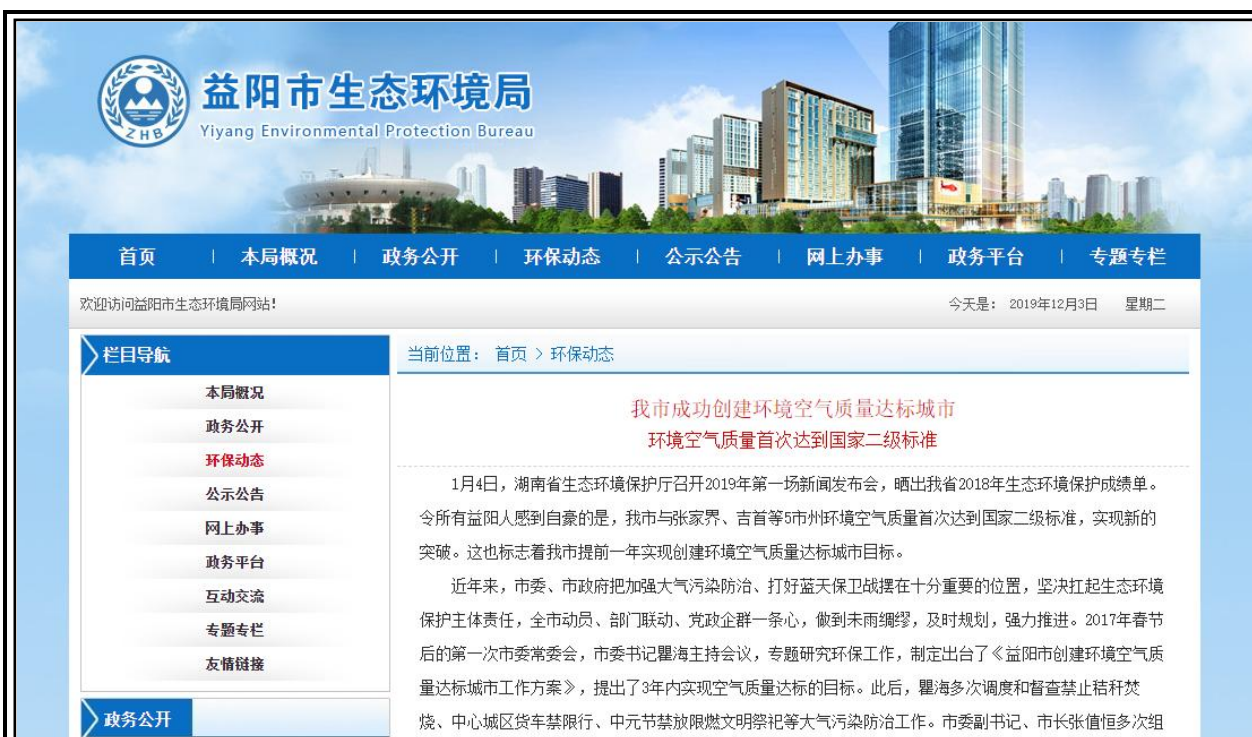 益阳市生态环境局
Yiyang Environmental Protection Bureau
ZHB
首页 | 本局概况 | 政务公开 | 环保动态 | 公示公告 | 网上办事 | 政务平台 | 专题专栏
欢迎访问益阳市生态环境局网站!
今天是: 2019年12月3日 星期二
栏目导航
本局概况
政务公开
环保动态
公示公告
网上办事
政务平台
互动交流
专题专栏
友情链接
政务公开
当前位置: 首页 > 环保动态
我市成功创建环境空气质量达标城市
环境空气质量首次达到国家二级标准
1月4日，湖南省生态环境保护厅召开2019年第一场新闻发布会，晒出我省2018年生态环境保护成绩单。
令所有益阳人感到自豪的是，我市与张家界、吉首等5市州环境空气质量首次达到国家二级标准，实现新的
突破。这也标志着我市提前一年实现创建环境空气质量达标城市目标。
近年来，市委、市政府把加强大气污染防治、打好蓝天保卫战摆在十分重要的位置，坚决扛起生态环境
保护主体责任，全市动员、部门联动、党政企群一条心，做到未雨绸缪，及时规划，强力推进。2017年春节
后的第一次市委常委会，市委书记瞿海主持会议，专题研究环保工作，制定出台了《益阳市创建环境空气质
量达标城市工作方案》，提出了3年内实现空气质量达标的目标。此后，瞿海多次调度和督查禁止秸秆焚
烧、中心城区货车禁限行、中元节禁放限燃文明祭祀等大气污染防治工作。市委副书记、市长张值恒多次组